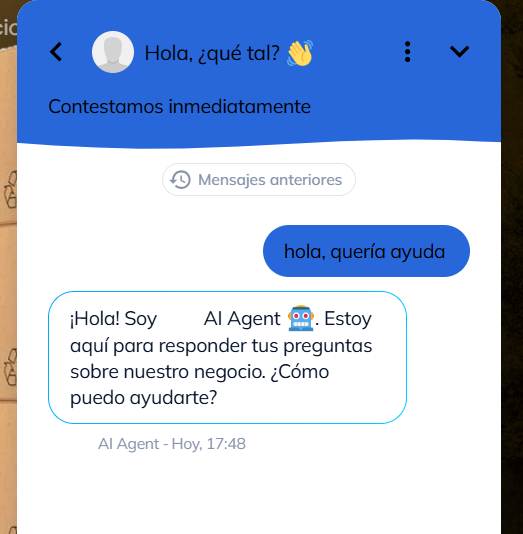 cio
Hola, ¿qué tal? 👋
Contestamos inmediatamente
Mensajes anteriores
hola, quería ayuda
¡Hola! Soy AI Agent 🤖. Estoy
aquí para responder tus preguntas
sobre nuestro negocio. ¿Cómo
puedo ayudarte?
AI Agent - Hoy, 17:48